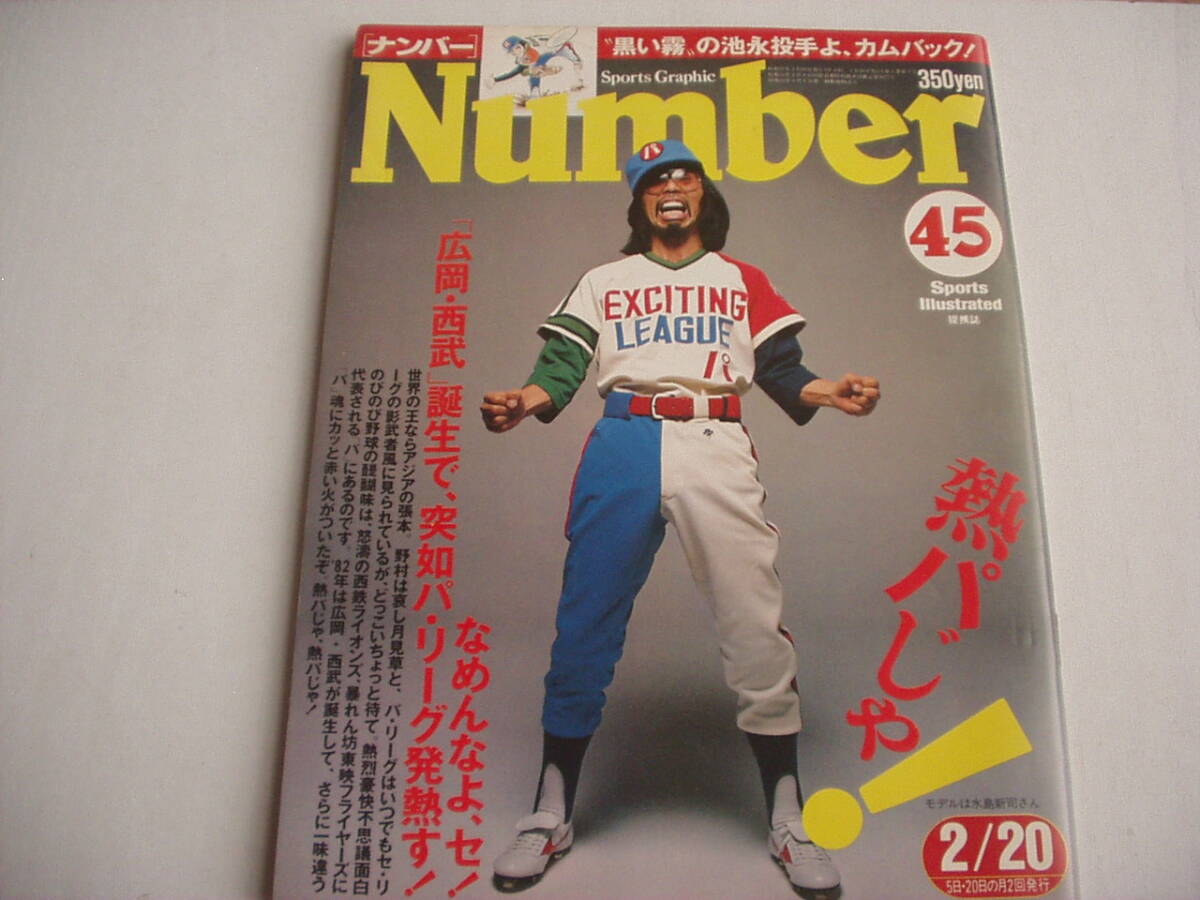 ［ナンバー］
〝黒い霧〟の池永投手よ、カムバック！
Sports Graphic
350yen
Number
45
Sports
Illustrated
提携誌
パ
EXCITING
LEAGUE
パ
なめんなよ、セ！
「広岡・西武」誕生で、突如パ・リーグ発熱す！
世界の王ならアジアの張本。野村は哀し月見草と、パ・リーグはいつでもセ・リ
ーグの影武者風に見られているが、どっこいちょっと待て。熱烈豪快不思議面白
のびのび野球の醍醐味は、怒濤の西鉄ライオンズ、暴れん坊東映フライヤーズに
代表される〝パ〟にあるのです。'82年は広岡・西武が誕生して、さらに一味違う
〝パ〟魂にカッと赤い火がついたぞ。熱パじゃ、熱パじゃ！
熱パじゃ！
モデルは水島新司さん
2/20
5日・20日の月2回発行